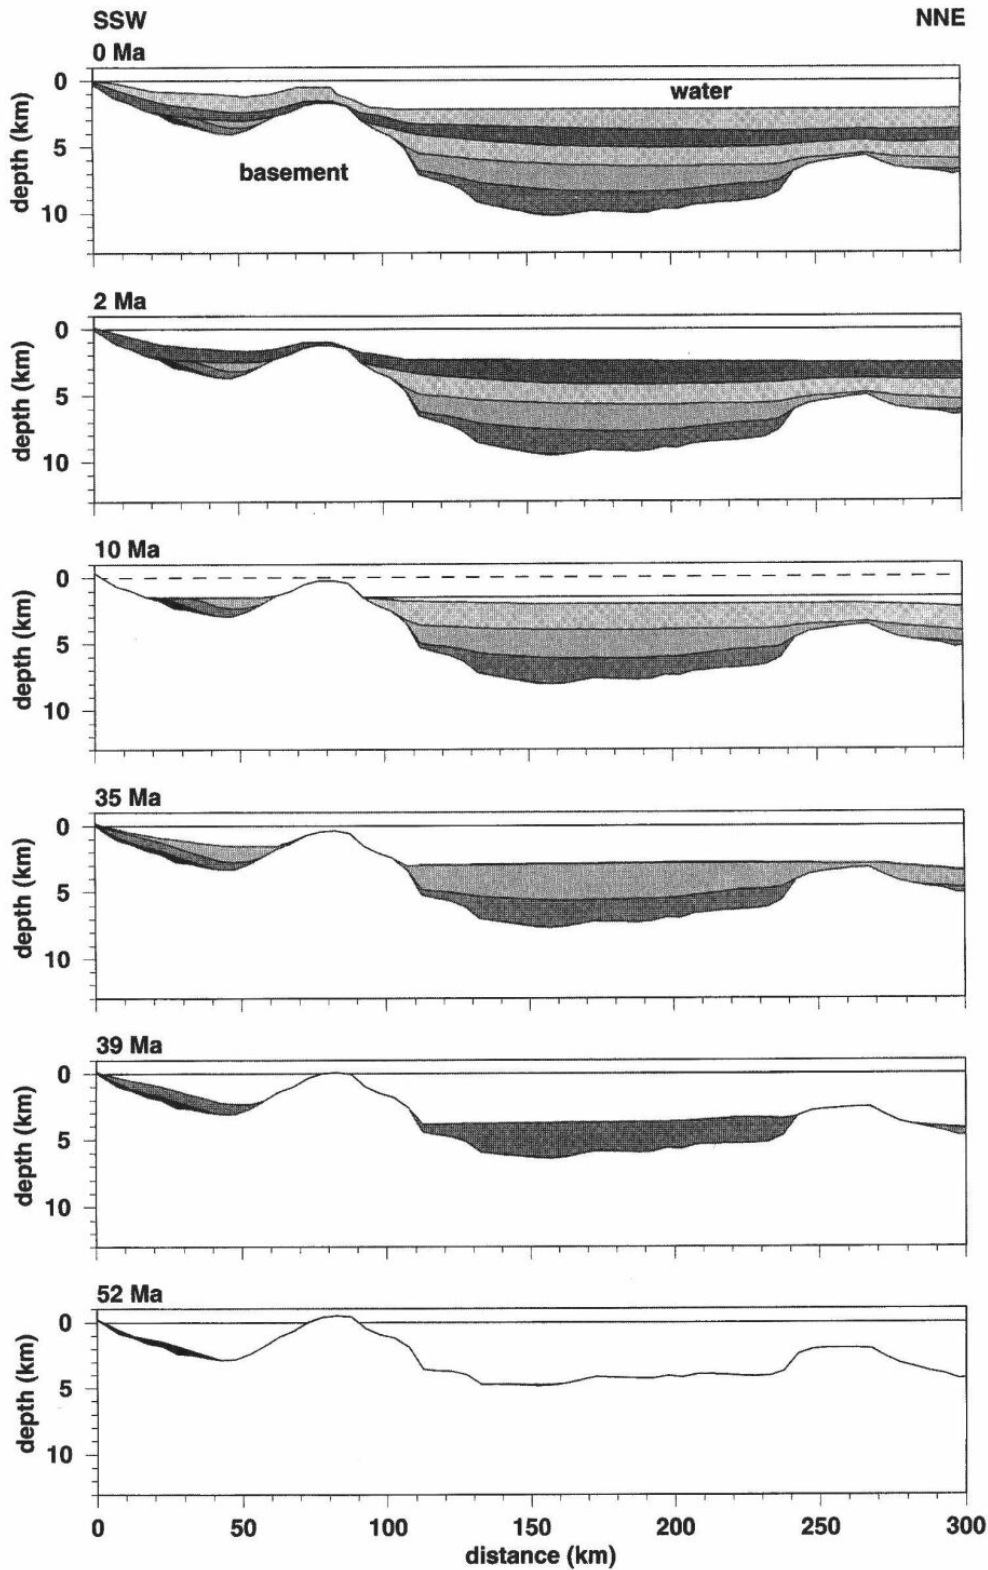 SSW NNE
0 Ma
0
5
10
depth (km)
water
basement
2 Ma
0
5
10
depth (km)
10 Ma
0
5
10
depth (km)
35 Ma
0
5
10
depth (km)
39 Ma
0
5
10
depth (km)
52 Ma
0
5
10
depth (km)
0 50 100 150 200 250 300
distance (km)